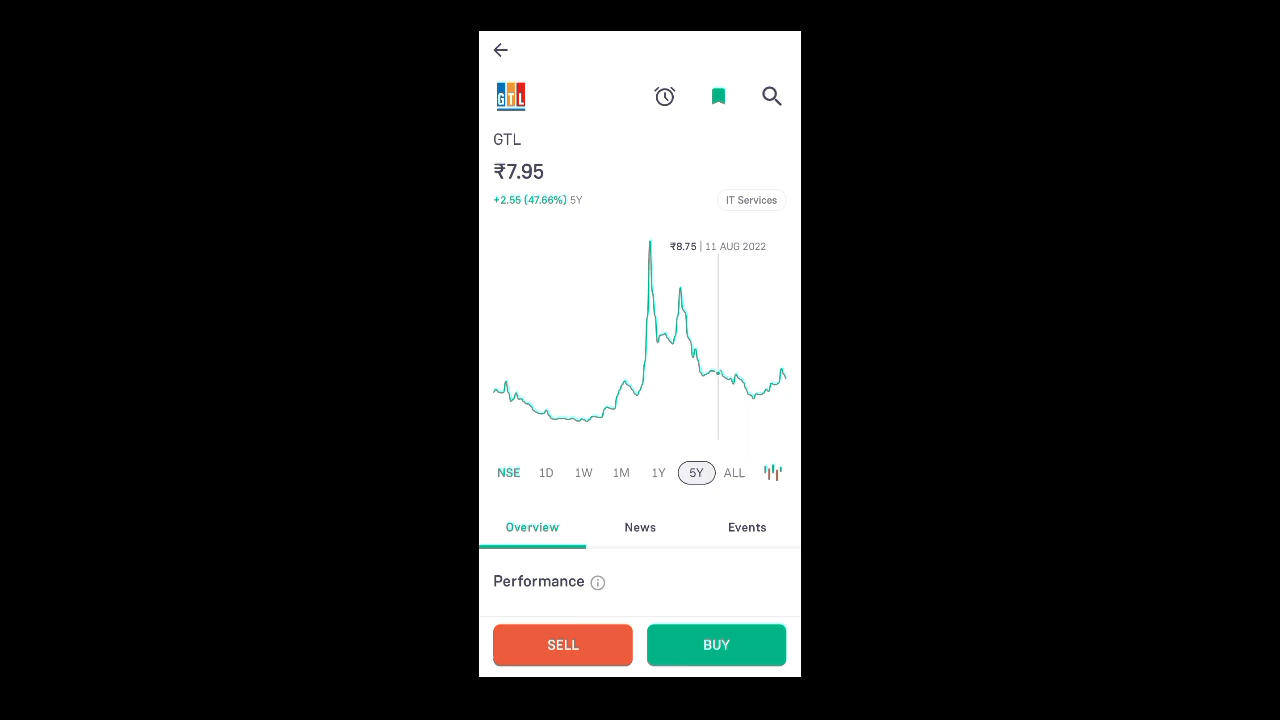 GTL
GTL
₹7.95
+2.55 (47.66%) 5Y
IT Services
₹8.75 | 11 AUG 2022
NSE 1D 1W 1M 1Y 5Y ALL
Overview News Events
Performance
SELL BUY